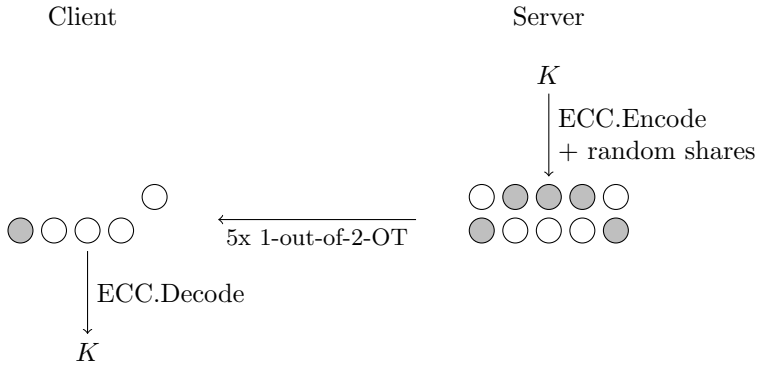 Client
Server
K
ECC.Encode
+ random shares
5x 1-out-of-2-OT
ECC.Decode
K